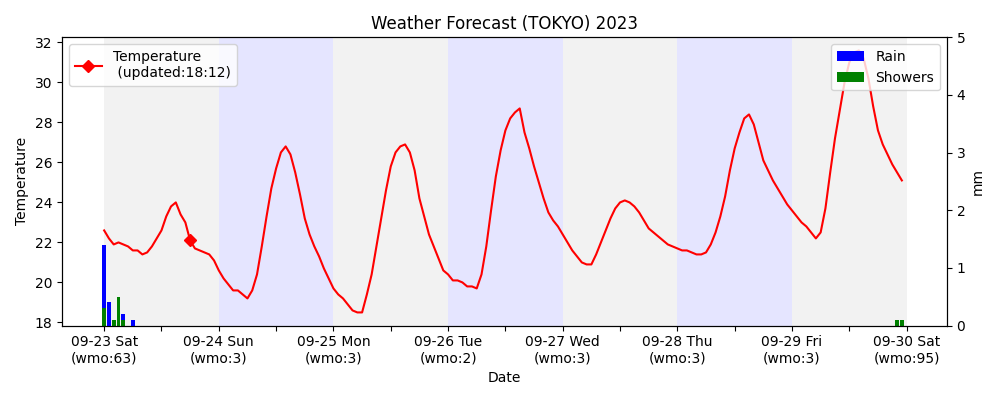 Weather Forecast (TOKYO) 2023
Temperature
(updated:18:12)
Rain
Showers
32
30
28
26
24
22
20
18
Temperature
5
4
3
2
1
0
mm
09-23 Sat
(wmo:63)
09-24 Sun
(wmo:3)
09-25 Mon
(wmo:3)
09-26 Tue
(wmo:2)
09-27 Wed
(wmo:3)
09-28 Thu
(wmo:3)
09-29 Fri
(wmo:3)
09-30 Sat
(wmo:95)
Date